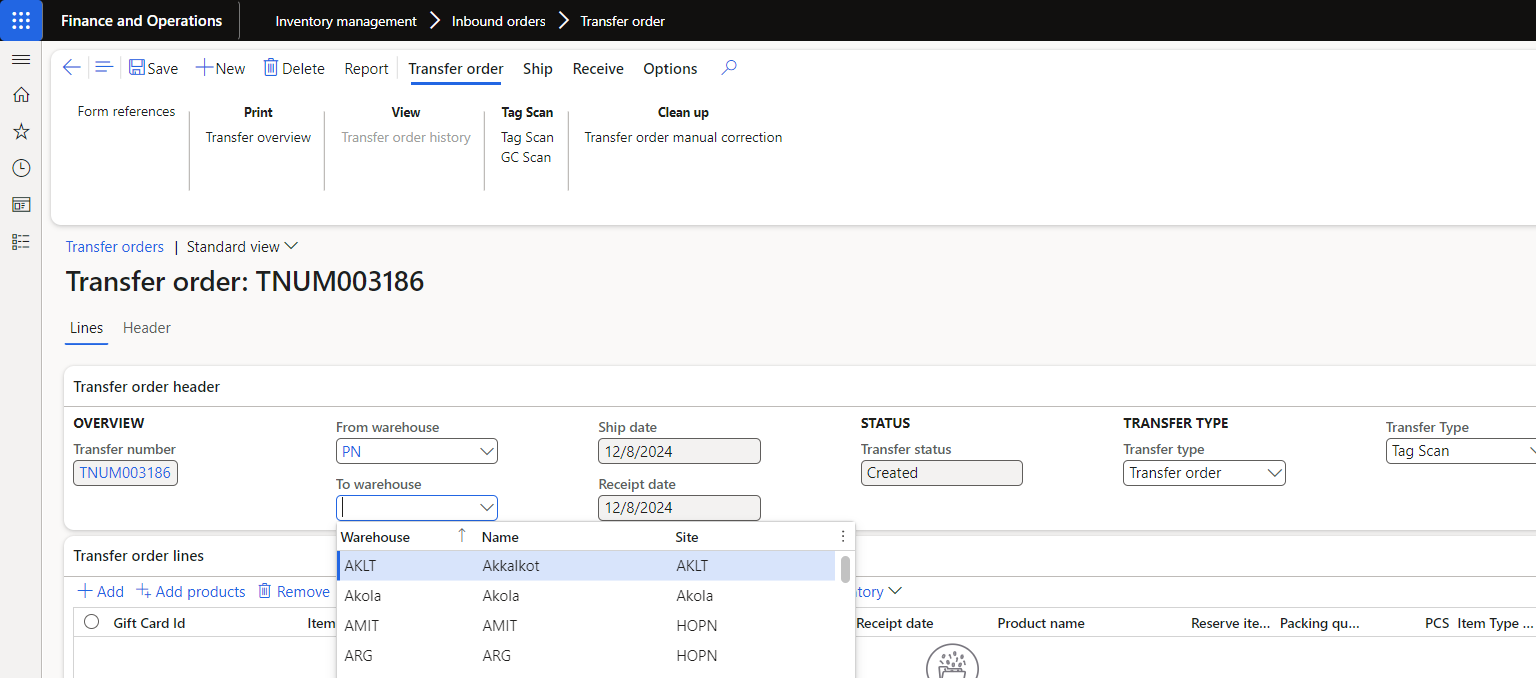 Finance and Operations Inventory management Inbound orders Transfer order
Save New Delete Report Transfer order Ship Receive Options
Form references Print View Tag Scan Clean up
Transfer overview Transfer order history Tag Scan Transfer order manual correction
GC Scan
Transfer orders | Standard view
Transfer order: TNUM003186
Lines Header
Transfer order header
OVERVIEW From warehouse Ship date STATUS TRANSFER TYPE Transfer Type
Transfer number PN 12/8/2024 Transfer status Transfer type Tag Scan
TNUM003186 To warehouse Receipt date Created Transfer order
12/8/2024
Warehouse Name Site
Transfer order lines
AKLT Akkalkot AKLT
Add Add products Remove Akola Akola Akola tory
Gift Card Id Item AMIT AMIT HOPN Receipt date Product name Reserve ite... Packing qu... PCS Item Type ...
ARG ARG HOPN